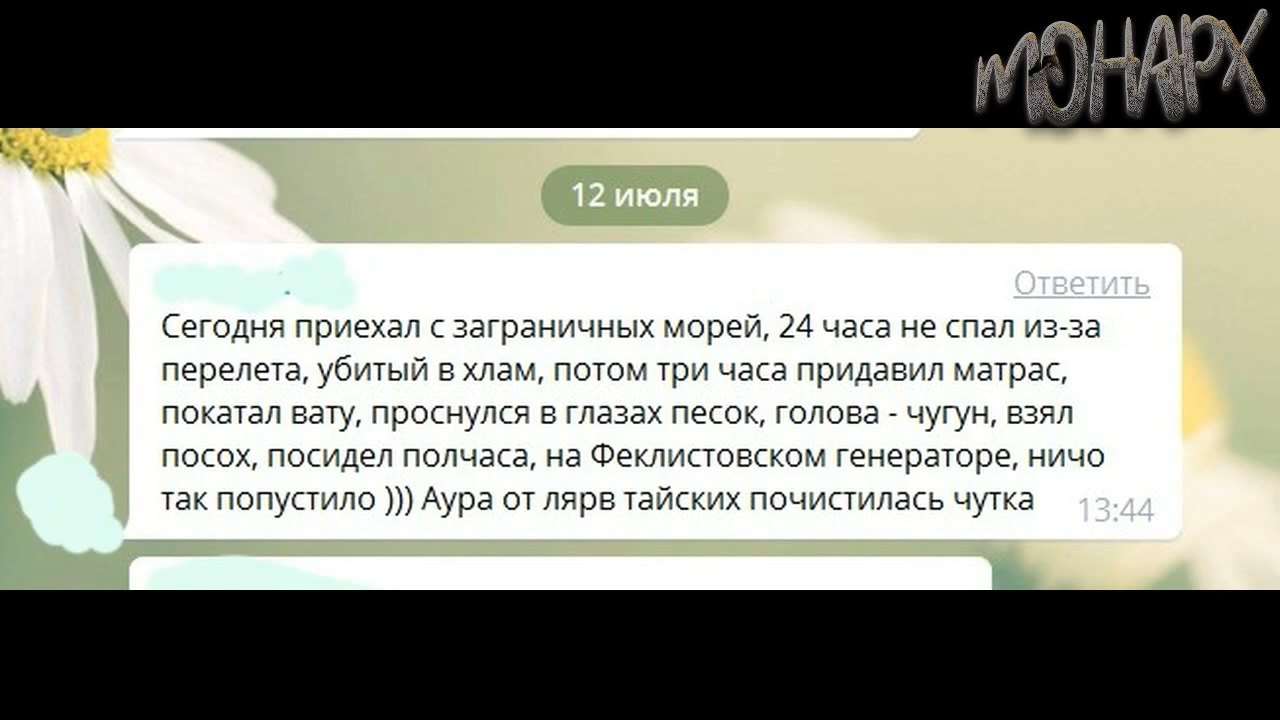 МОНАРХ
12 июля
Ответить
Сегодня приехал с заграничных морей, 24 часа не спал из-за
перелета, убитый в хлам, потом три часа придавил матрас,
покатал вату, проснулся в глазах песок, голова - чугун, взял
посох, посидел полчаса, на Феклистовском генераторе, ничо
так попустило ))) Аура от лярв тайских почистилась чутка
13:44